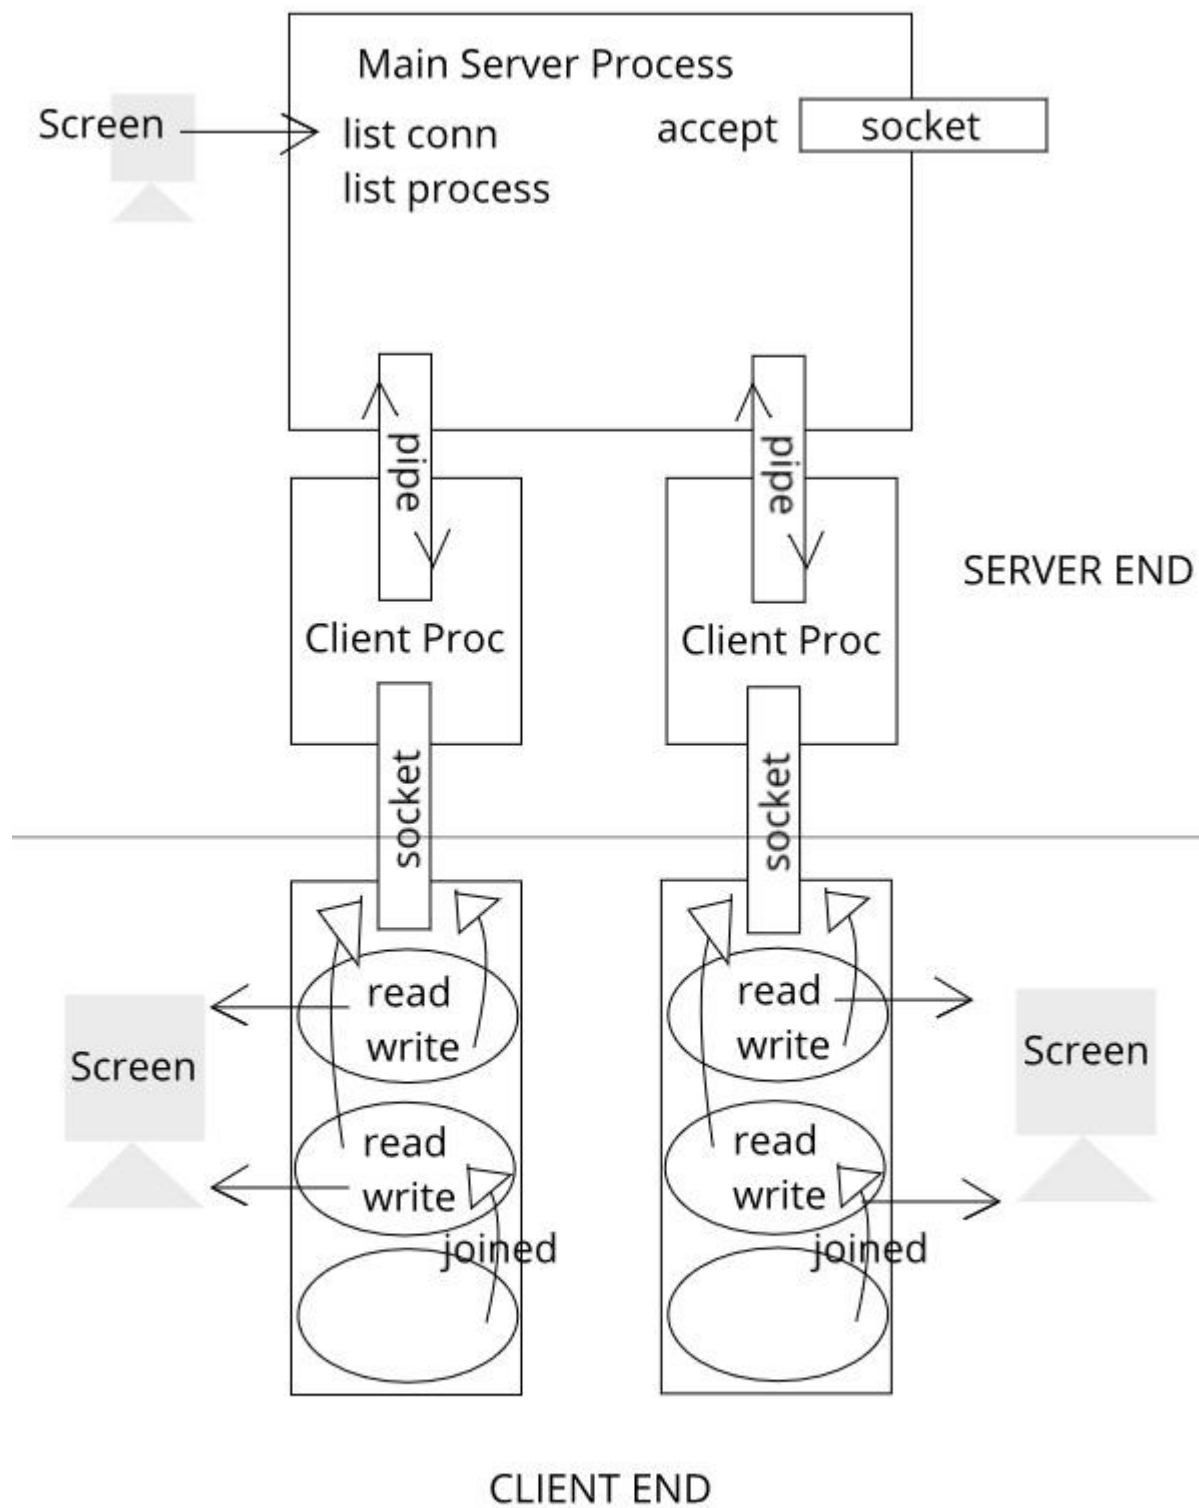 Main Server Process
Screen
list conn
accept
socket
list process
pipe
pipe
SERVER END
Client Proc
Client Proc
socket
socket
read
write
read
write
Screen
Screen
read
write
read
write
joined
joined
CLIENT END